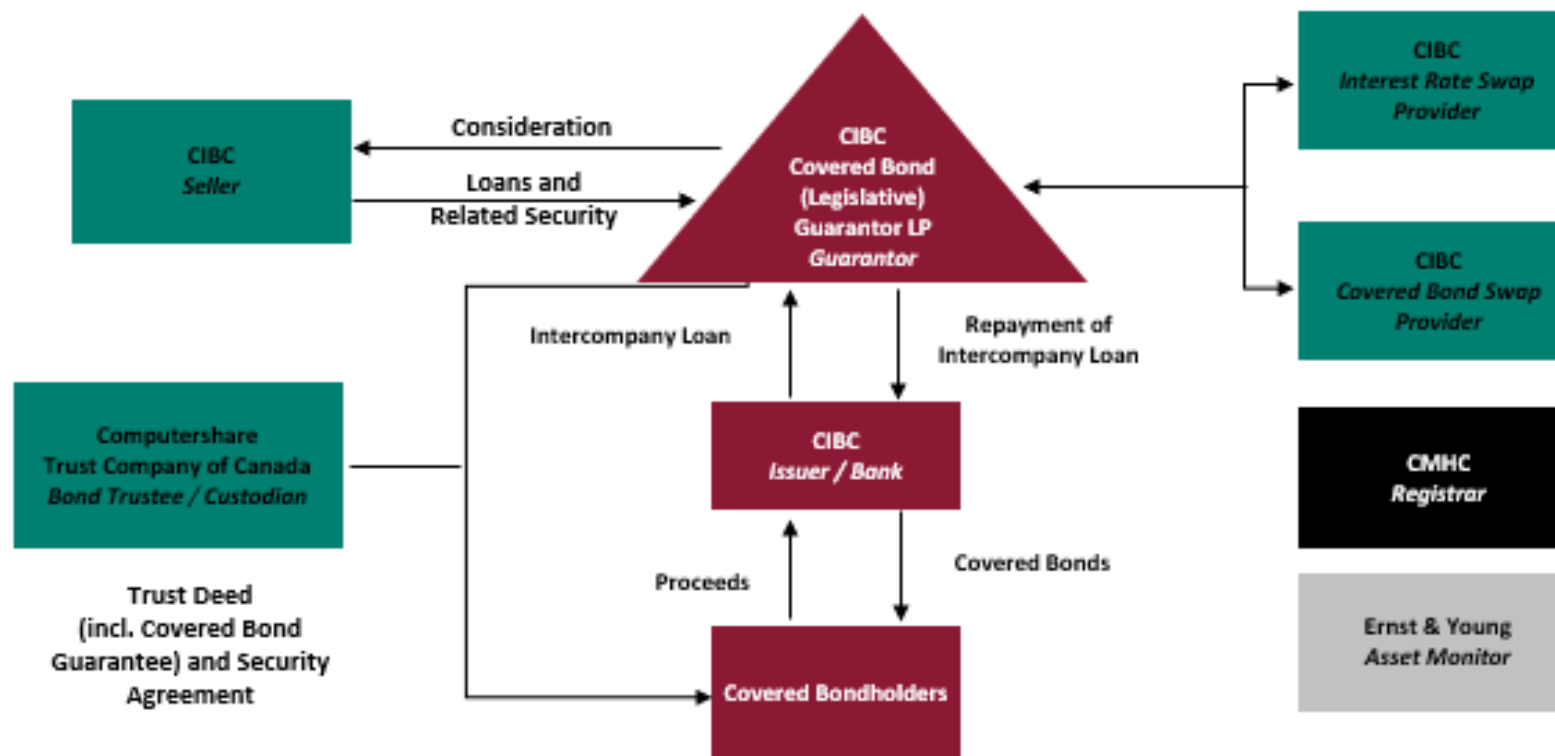 CIBC
Seller
Consideration
Loans and
Related Security
CIBC
Covered Bond
(Legislative)
Guarantor LP
Guarantor
CIBC
Interest Rate Swap
Provider
CIBC
Covered Bond Swap
Provider
Intercompany Loan
Repayment of
Intercompany Loan
Computershare
Trust Company of Canada
Bond Trustee / Custodian
CIBC
Issuer / Bank
CMHC
Registrar
Trust Deed
(incl. Covered Bond
Guarantee) and Security
Agreement
Proceeds
Covered Bonds
Ernst & Young
Asset Monitor
Covered Bondholders